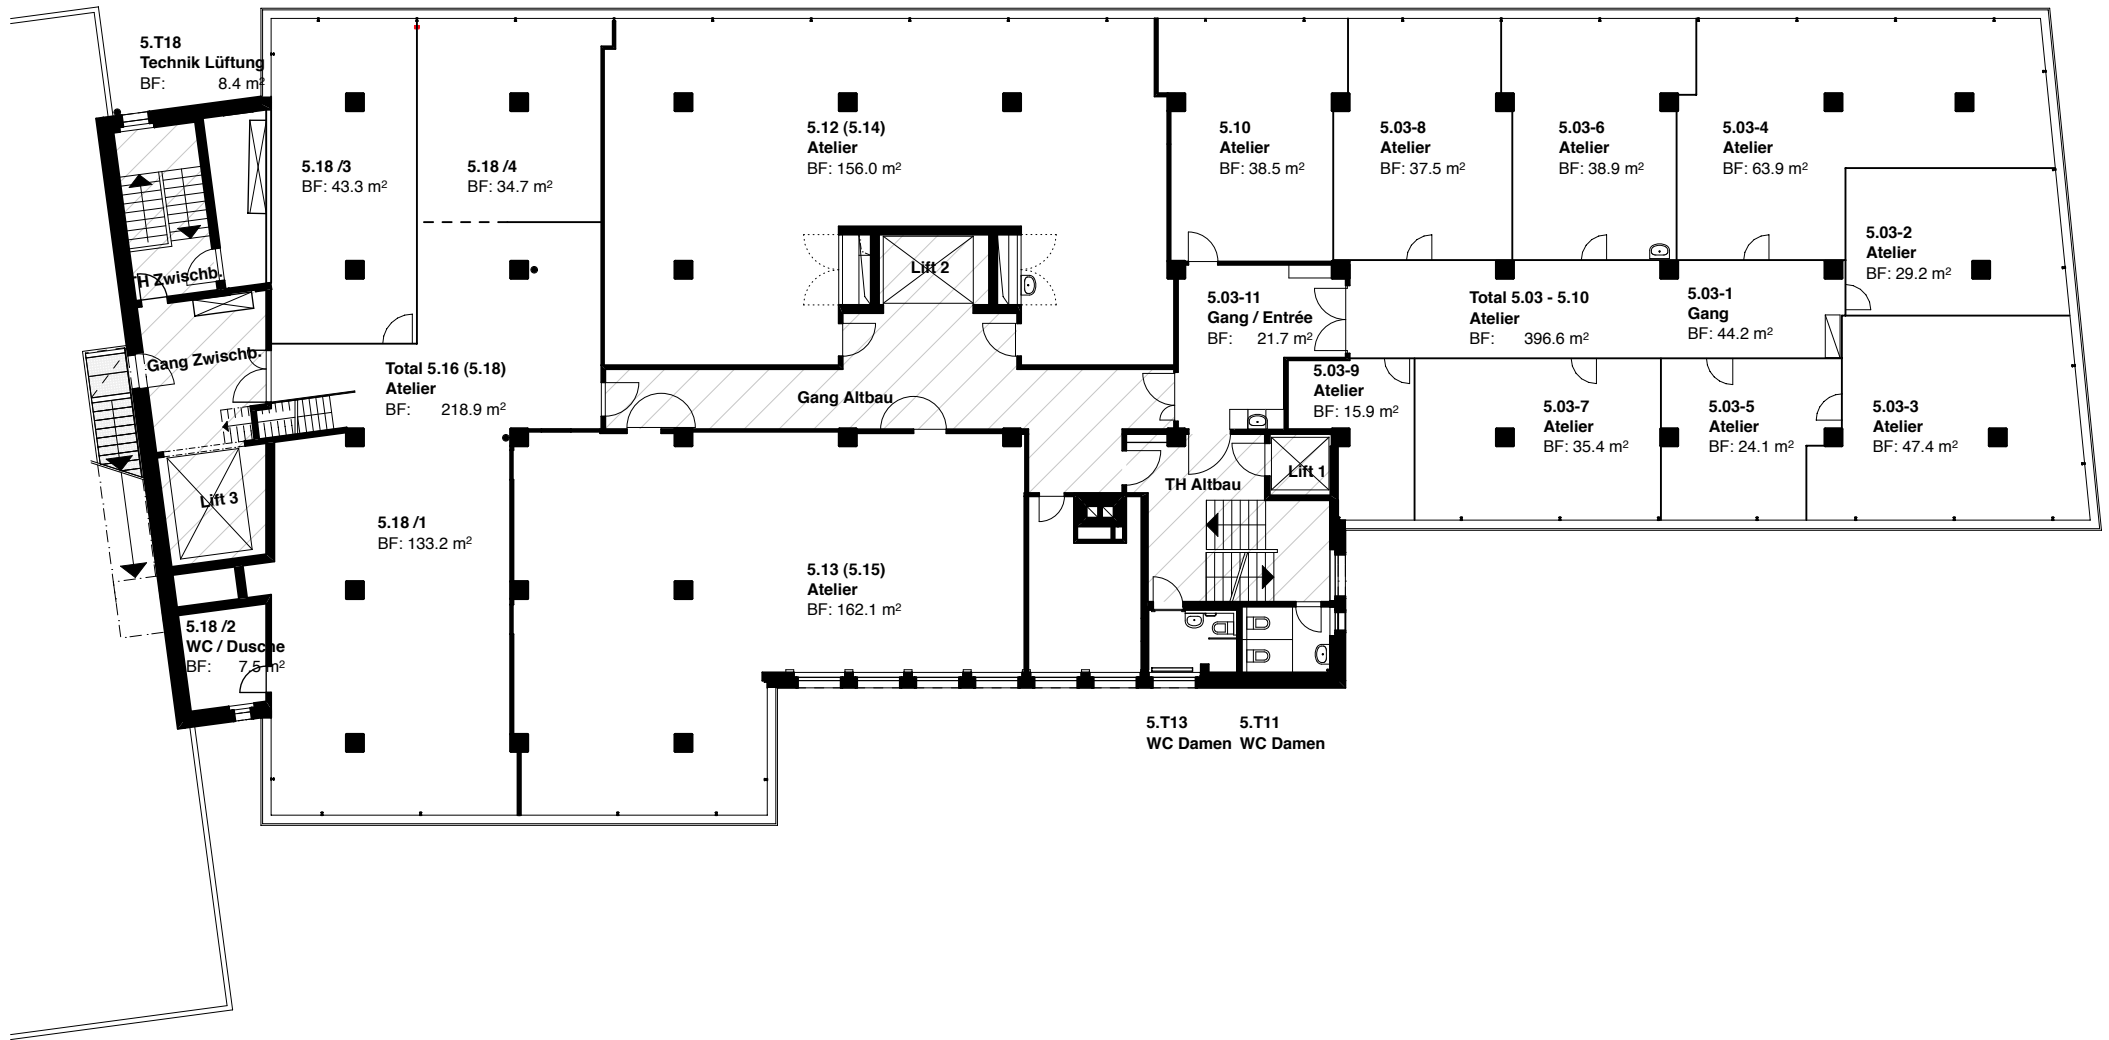 5.T18
Technik Lüftung
BF: 8.4 m²
5.18 /3
BF: 43.3 m²
5.18 /4
BF: 34.7 m²
5.12 (5.14)
Atelier
BF: 156.0 m²
5.10
Atelier
BF: 38.5 m²
5.03-8
Atelier
BF: 37.5 m²
5.03-6
Atelier
BF: 38.9 m²
5.03-4
Atelier
BF: 63.9 m²
5.03-2
Atelier
BF: 29.2 m²
TH Zwischb.
Lift 2
5.03-11
Gang / Entrée
BF: 21.7 m²
Total 5.03 - 5.10
Atelier
BF: 396.6 m²
5.03-1
Gang
BF: 44.2 m²
Gang Zwischb.
Total 5.16 (5.18)
Atelier
BF: 218.9 m²
Gang Altbau
5.03-9
Atelier
BF: 15.9 m²
5.03-7
Atelier
BF: 35.4 m²
5.03-5
Atelier
BF: 24.1 m²
5.03-3
Atelier
BF: 47.4 m²
Lift 3
TH Altbau
Lift 1
5.18 /1
BF: 133.2 m²
5.13 (5.15)
Atelier
BF: 162.1 m²
5.18 /2
WC / Dusche
BF: 7.5 m²
5.T13
WC Damen
5.T11
WC Damen